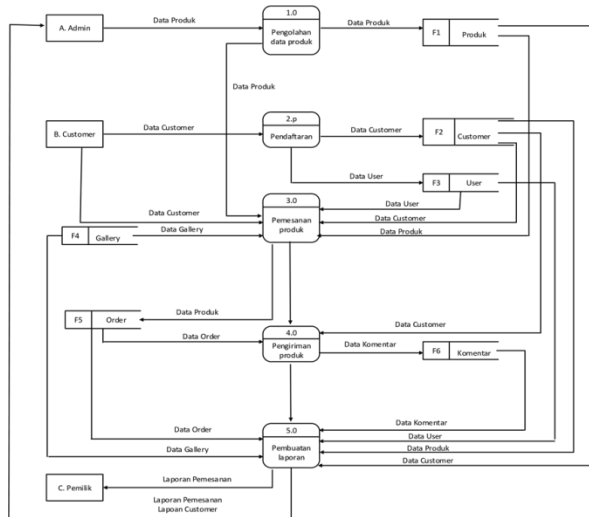 Data Produk
1.0
Data Produk
A. Admin
Pengolahan
data produk
F1
Produk
Data Produk
2.p
B. Customer
Data Customer
Pendaftaran
Data Customer
F2
Customer
Data User
F3
User
3.0
Data User
Data Customer
Pemesanan
produk
Data Customer
F4
Gallery
Data Gallery
Data Produk
Data Produk
F5
Order
4.0
Data Customer
Data Order
Pengiriman
produk
Data Komentar
F6
Komentar
Data Komentar
Data Order
5.0
Data User
Data Gallery
Pembuatan
laporan
Data Produk
Data Customer
C. Pemilik
Laporan Pemesanan
Laporan Pemesanan
Lapoan Customer